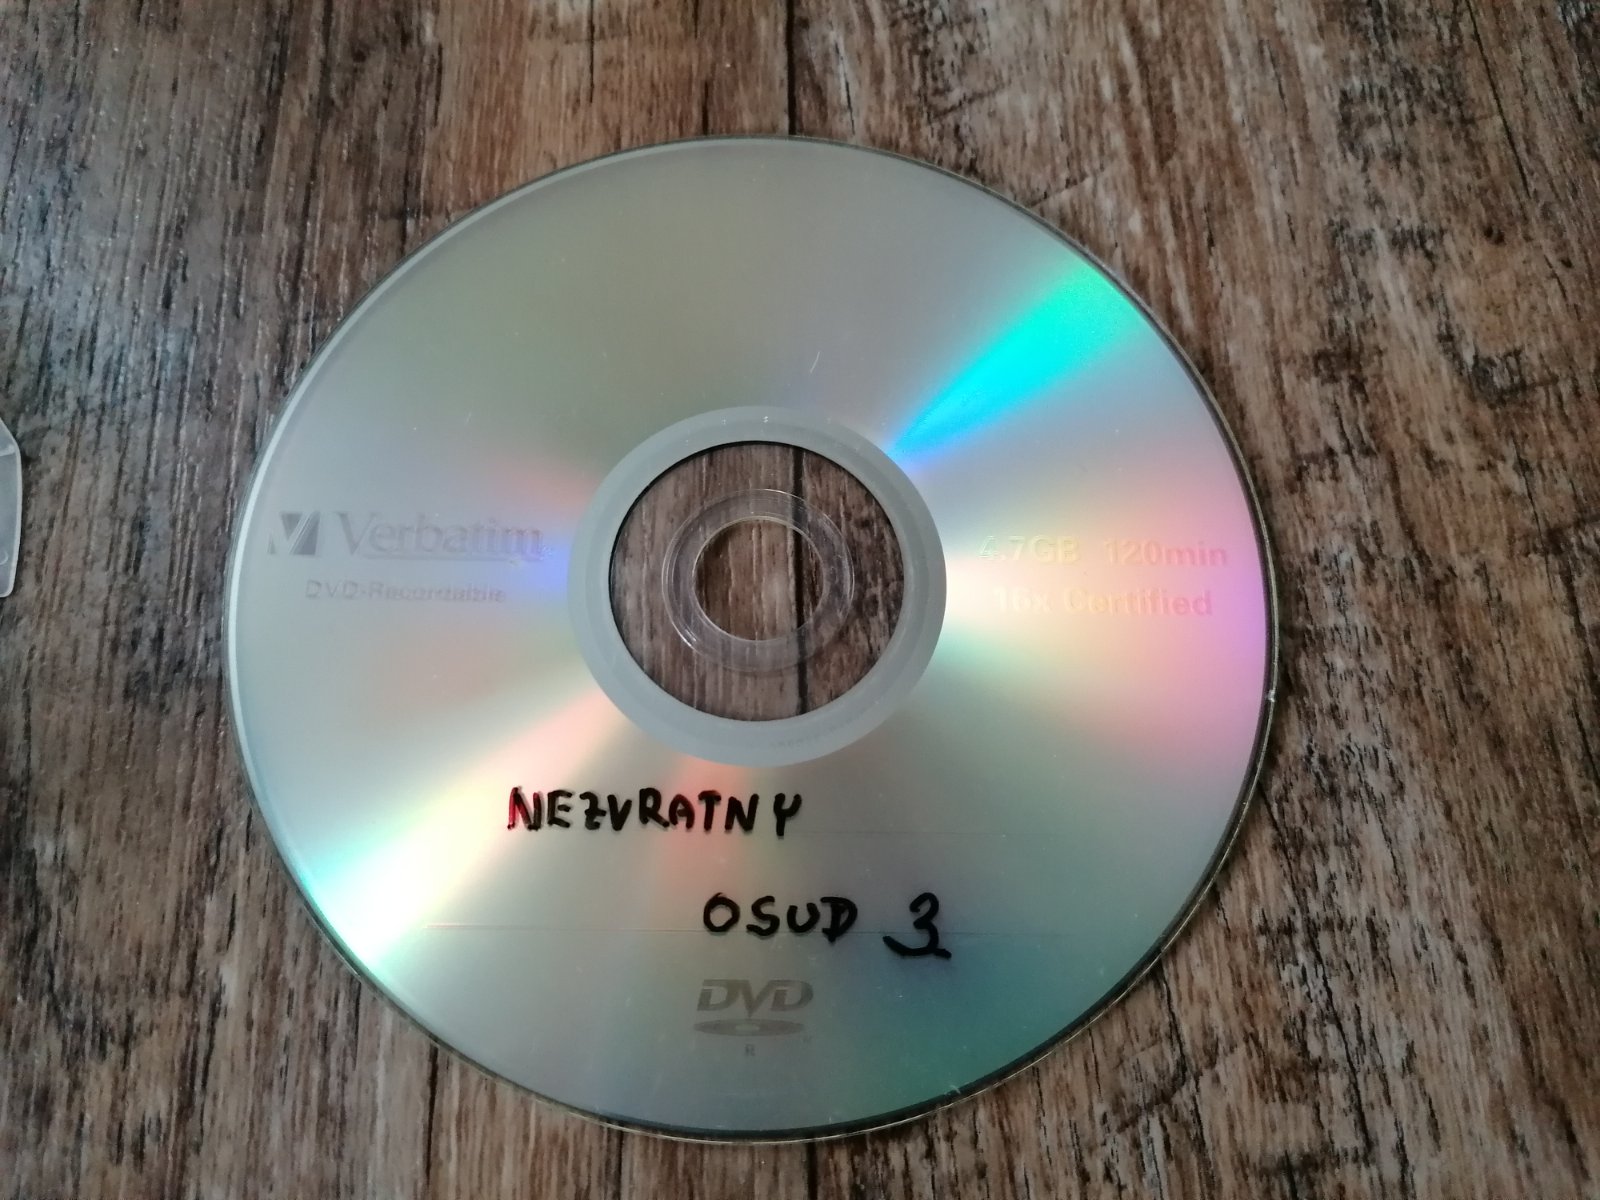 Verbatim
DVD-Recordable
4.7GB 120min
16x Certified
NEZVRATNY
OSUD 3
DVD
R